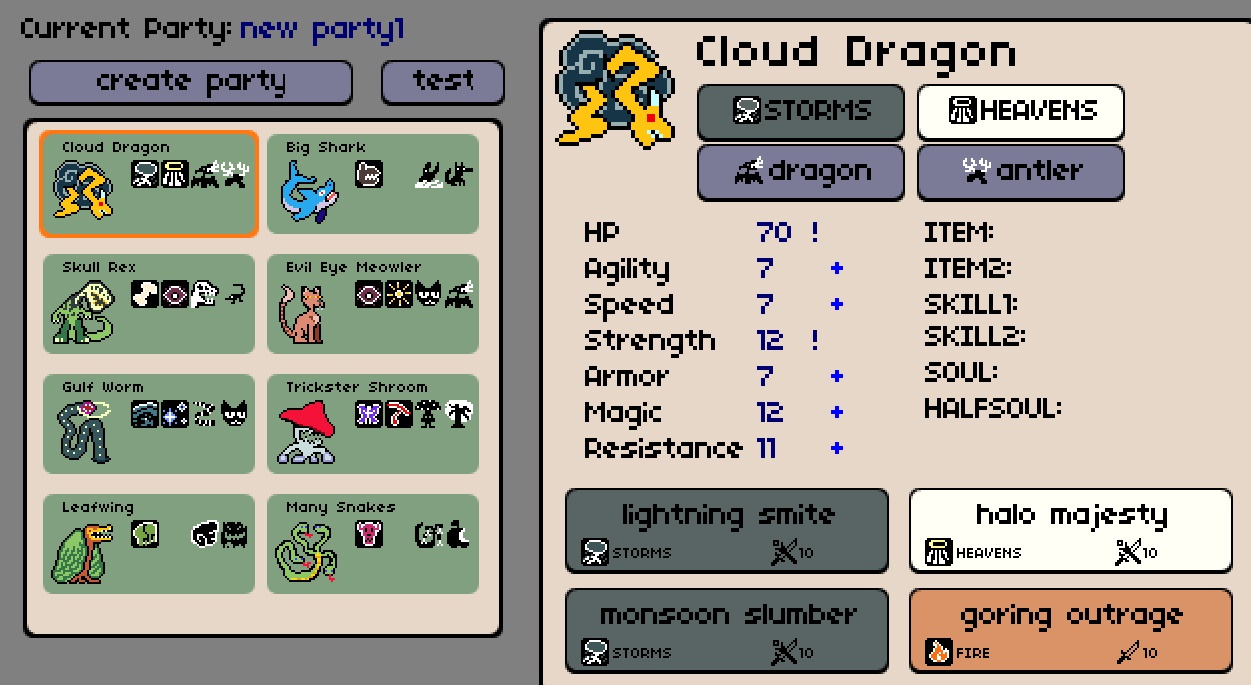 Current Party: new party1
create party
test
Cloud Dragon
Big Shark
Skull Rex
Evil Eye Meowler
Gulf Worm
Trickster Shroom
Leafwing
Many Snakes
Cloud Dragon
STORMS
HEAVENS
dragon
antler
HP 70 !
Agility 7 +
Speed 7 +
Strength 12 !
Armor 7 +
Magic 12 +
Resistance 11 +
ITEM:
ITEM2:
SKILL1:
SKILL2:
SOUL:
HALFSOUL:
lightning smite
STORMS 10
halo majesty
HEAVENS 10
monsoon slumber
STORMS 10
goring outrage
FIRE 10